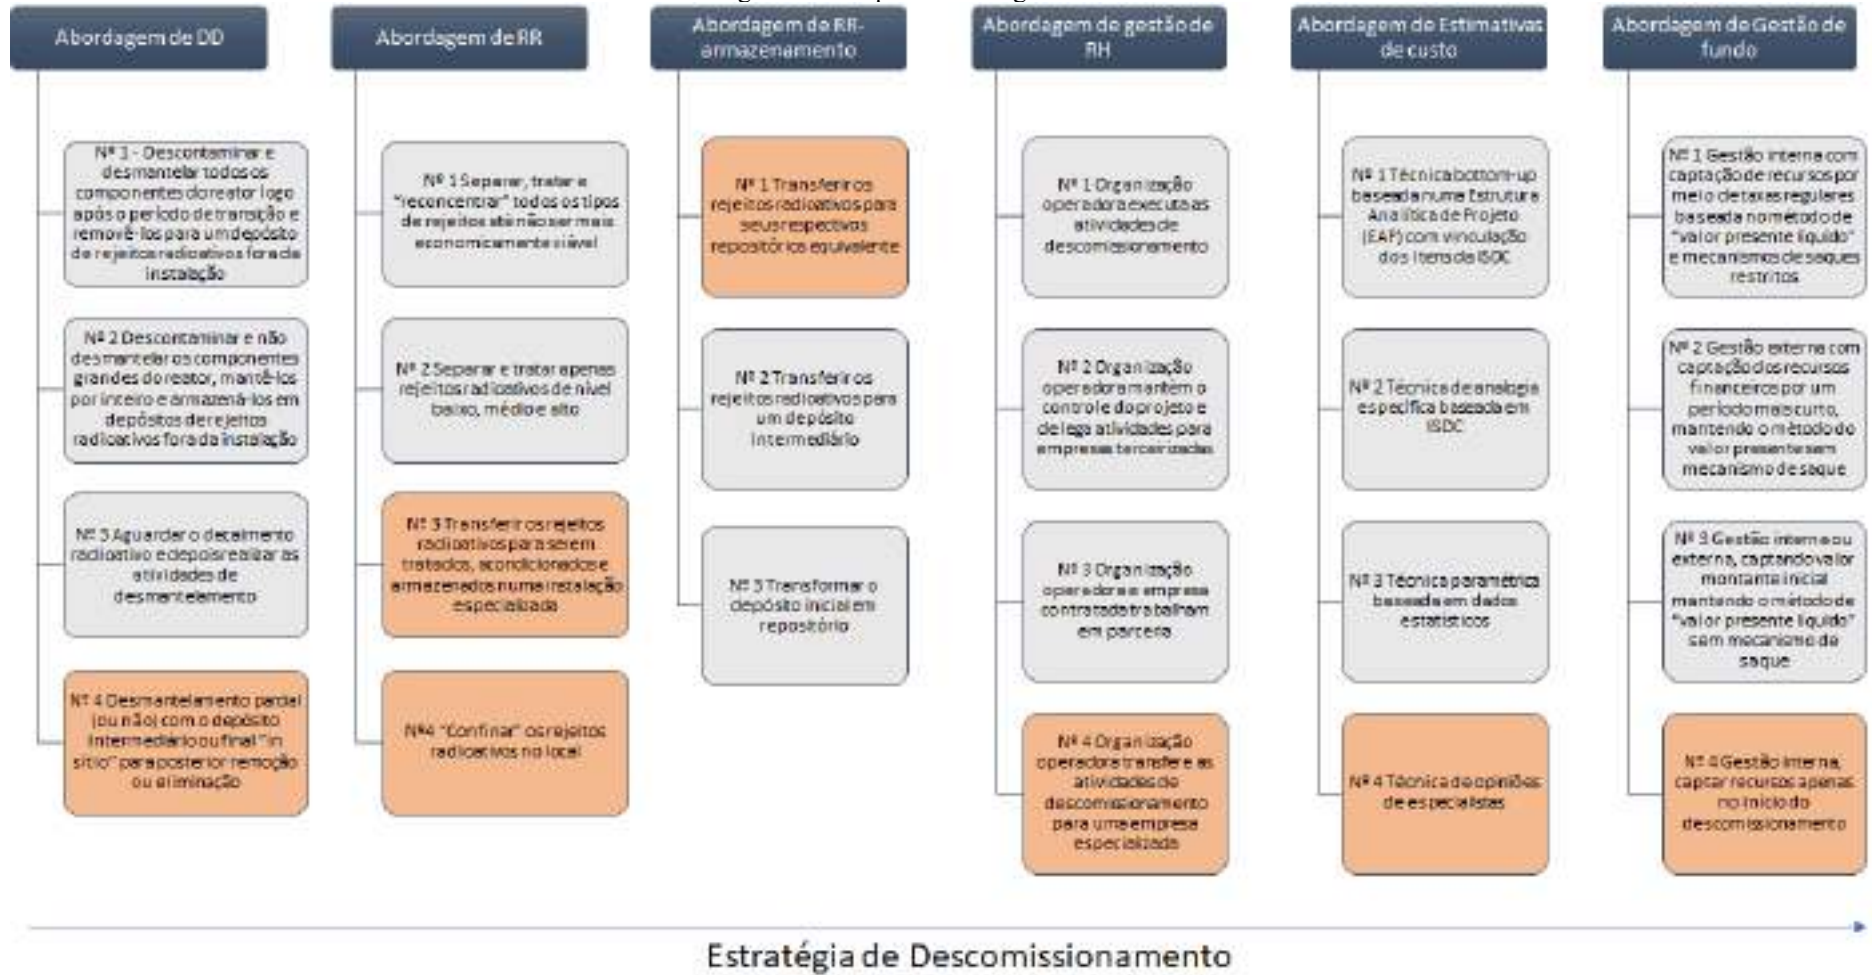 Abordagem de DD
Nº 1 - Descontaminar e
desmantelar todos os
componentes do reator logo
após o período de transição e
removê-los para um depósito
de rejeitos radioativos fora da
instalação
Nº 2 Descontaminar e não
desmantelar os componentes
grandes do reator, mantê-los
por inteiro e armazená-los em
depósitos de rejeitos
radioativos fora da instalação
Nº 3 Aguardar o decaimento
radioativo e depois realizar as
atividades de
desmantelamento
Nº 4 Desmantelamento parcial
(ou não) com o depósito
intermediário ou final "in
sitio" para posterior remoção
ou eliminação
Abordagem de RR
Nº 1 Separar, tratar e
"reconcentrar" todos os tipos
de rejeitos até não ser mais
economicamente viável
Nº 2 Separar e tratar apenas
rejeitos radioativos de nível
baixo, médio e alto
Nº 3 Transferir os rejeitos
radioativos para serem
tratados, acondicionados e
armazenados numa instalação
especializada
Nº4 "Confinar" os rejeitos
radioativos no local
Abordagem de RR-
armazenamento
Nº 1 Transferir os
rejeitos radioativos para
seus respectivos
repositórios equivalente
Nº 2 Transferir os
rejeitos radioativos para
um depósito
intermediário
Nº 3 Transformar o
depósito inicial em
repositório
Abordagem de gestão de
RH
Nº 1 Organização
operadora executa as
atividades de
descomissionamento
Nº 2 Organização
operadora mantém o
controle do projeto e
delega atividades para
empresas terceirizadas
Nº 3 Organização
operadora e empresa
contratada trabalham
em parceria
Nº 4 Organização
operadora transfere as
atividades de
descomissionamento
para uma empresa
especializada
Abordagem de Estimativas
de custo
Nº 1 Técnica bottom-up
baseada numa Estrutura
Analítica de Projeto
(EAP) com vinculação
dos itens da ISDC
Nº 2 Técnica de analogia
específica baseada em
ISDC
Nº 3 Técnica paramétrica
baseada em dados
estatísticos
Nº 4 Técnica de opiniões
de especialistas
Abordagem de Gestão de
fundo
Nº 1 Gestão interna com
captação de recursos por
meio de taxas regulares
baseada no método de
"valor presente líquido"
e mecanismos de saques
restritos
Nº 2 Gestão externa com
captação dos recursos
financeiros por um
período mais curto,
mantendo o método do
valor presente sem
mecanismo de saque
Nº 3 Gestão interna ou
externa, captando valor
montante inicial
mantendo o método de
"valor presente líquido"
sem mecanismo de
saque
Nº 4 Gestão interna,
captar recursos apenas
no início do
descomissionamento
Estratégia de Descomissionamento